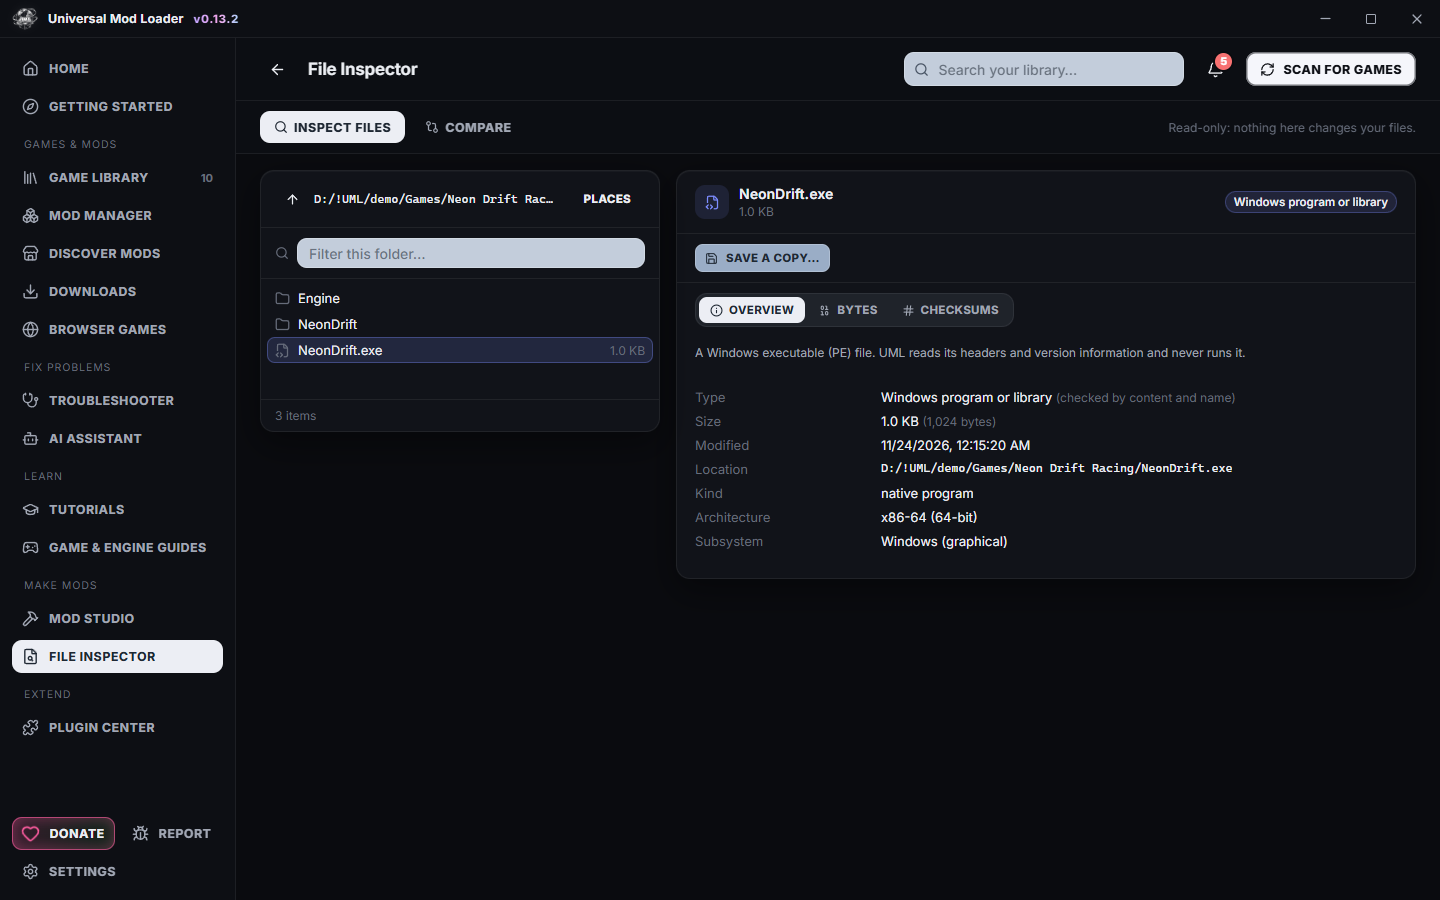 Universal Mod Loader v0.13.2
HOME
GETTING STARTED
GAMES & MODS
GAME LIBRARY 10
MOD MANAGER
DISCOVER MODS
DOWNLOADS
BROWSER GAMES
FIX PROBLEMS
TROUBLESHOOTER
AI ASSISTANT
LEARN
TUTORIALS
GAME & ENGINE GUIDES
MAKE MODS
MOD STUDIO
FILE INSPECTOR
EXTEND
PLUGIN CENTER
DONATE REPORT
SETTINGS
File Inspector
Search your library...
5
SCAN FOR GAMES
INSPECT FILES COMPARE
Read-only: nothing here changes your files.
D:/!UML/demo/Games/Neon Drift Rac… PLACES
Filter this folder...
Engine
NeonDrift
NeonDrift.exe 1.0 KB
3 items
NeonDrift.exe
1.0 KB
Windows program or library
SAVE A COPY...
OVERVIEW BYTES CHECKSUMS
A Windows executable (PE) file. UML reads its headers and version information and never runs it.
Type Windows program or library (checked by content and name)
Size 1.0 KB (1,024 bytes)
Modified 11/24/2026, 12:15:20 AM
Location D:/!UML/demo/Games/Neon Drift Racing/NeonDrift.exe
Kind native program
Architecture x86-64 (64-bit)
Subsystem Windows (graphical)